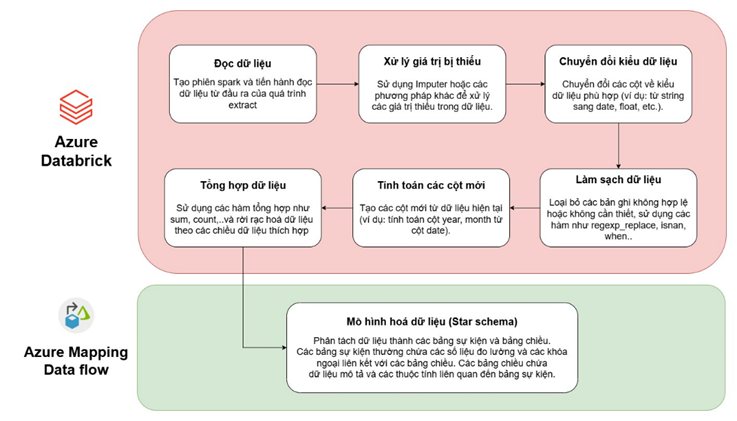 Azure
Databrick
Đọc dữ liệu
Tạo phiên spark và tiến hành đọc
dữ liệu từ đầu ra của quá trình
extract
Xử lý giá trị bị thiếu
Sử dụng Imputer hoặc các
phương pháp khác để xử lý
các giá trị thiếu trong dữ liệu.
Chuyển đổi kiểu dữ liệu
Chuyển đổi các cột về kiểu
dữ liệu phù hợp (ví dụ: từ string
sang date, float, etc.).
Làm sạch dữ liệu
Loại bỏ các bản ghi không hợp lệ
hoặc không cần thiết, sử dụng các
hàm như regexp_replace, isnan,
when..
Tính toán các cột mới
Tạo các cột mới từ dữ liệu hiện tại
(ví dụ: tính toán cột year, month từ
cột date).
Tổng hợp dữ liệu
Sử dụng các hàm tổng hợp như
sum, count,..và rời rạc hoá dữ liệu
theo các chiều dữ liệu thích hợp
Azure Mapping
Data flow
Mô hình hoá dữ liệu (Star schema)
Phân tách dữ liệu thành các bảng sự kiện và bảng chiều.
Các bảng sự kiện thường chứa các số liệu đo lường và các khóa
ngoại liên kết với các bảng chiều. Các bảng chiều chứa
dữ liệu mô tả và các thuộc tính liên quan đến bảng sự kiện.